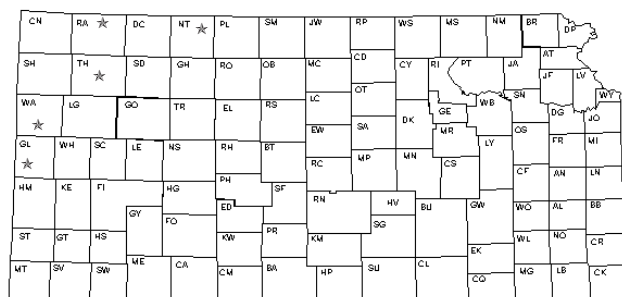 CN RA DC NT PL SM JW RP WS MS NM BR DP
SH TH SD GH RO OB MC CD CY RI PT JA AT
JF LV
WA LG GO TR EL RS LC OT GE WB SN WY
DG JO
GL WH SC LE NS RH BT EW SA DK MR LY OS FR MI
RC MP MN CS
HM KE FI HG PH SF RN HV BU GW CF AN LN
GY FO ED SG WO AL BB
ST GT HS KW PR KM EK WL NO CR
MT SV SW ME CA CM BA HP SU CL CQ MG LB CK